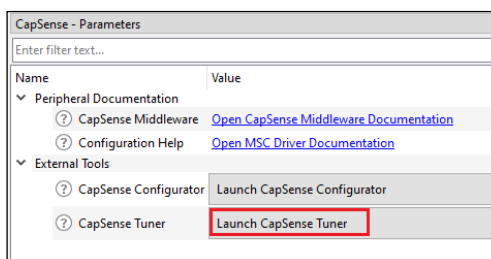 CapSense - Parameters
Enter filter text...
Name Value
Peripheral Documentation
CapSense Middleware Open CapSense Middleware Documentation
Configuration Help Open MSC Driver Documentation
External Tools
CapSense Configurator Launch CapSense Configurator
CapSense Tuner Launch CapSense Tuner